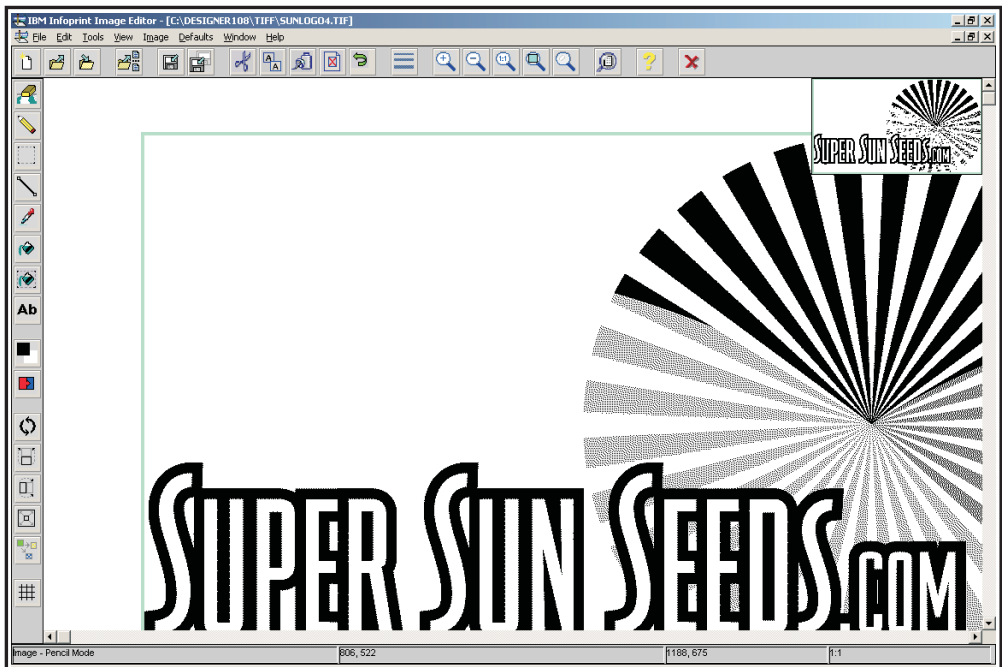 IBM Infoprint Image Editor - [C:\DESIGNER108\TIFF\SUNLOGO4.TIF]
File Edit Tools View Image Defaults Window Help
SUPER SUN SEEDS.COM
Ab
SUPER SUN SEEDS.COM
Image - Pencil Mode 806, 522 1188, 675 1:1